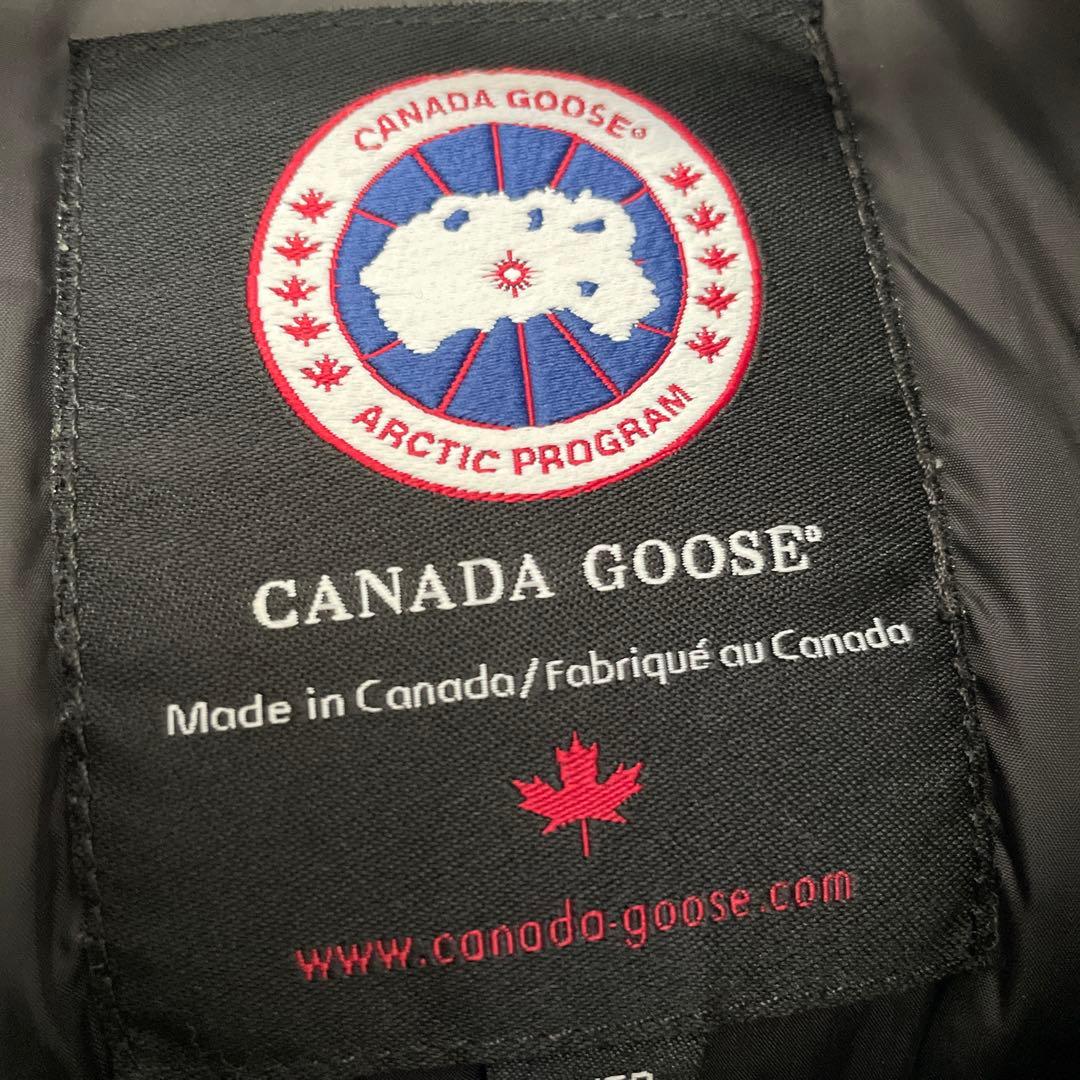 CANADA GOOSE®
ARCTIC PROGRAM
CANADA GOOSE®
Made in Canada/Fabriqué au Canada
www.canada-goose.com